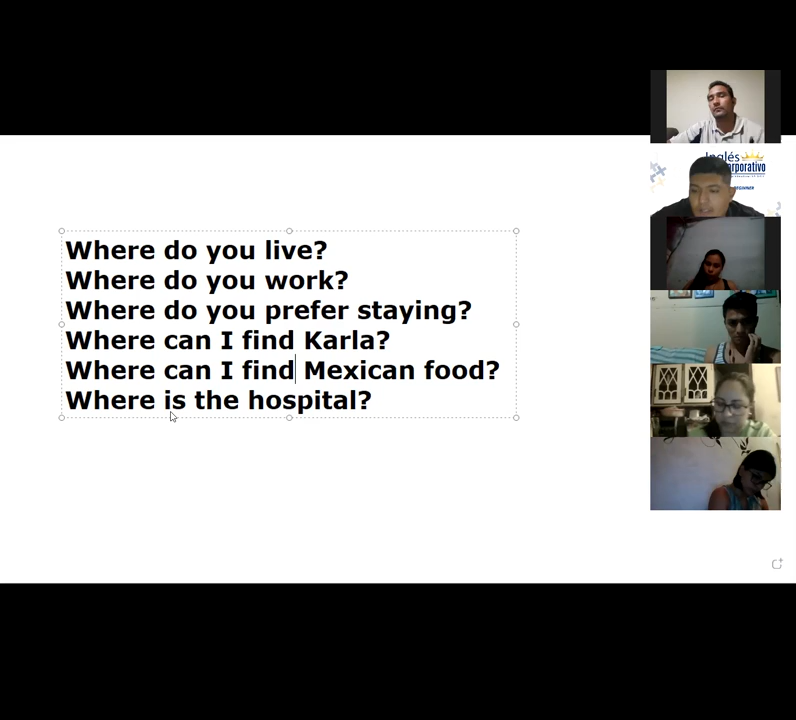 Where do you live?
Where do you work?
Where do you prefer staying?
Where can I find Karla?
Where can I find Mexican food?
Where is the hospital?
Inglés